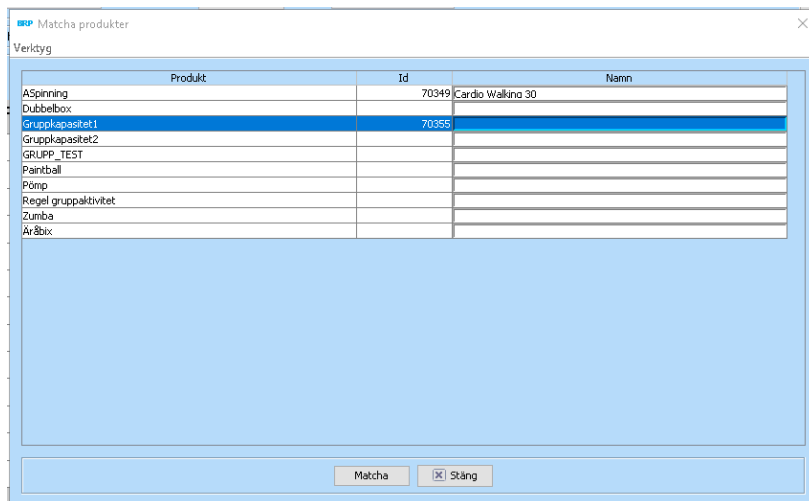 BRP Matcha produkter
Verktyg
Produkt Id Namn
ASpinning 70349 Cardio Walking 30
Dubbelbox
Gruppkapasitet1 70355
Gruppkapasitet2
GRUPP_TEST
Paintball
Pömp
Regel gruppaktivitet
Zumba
Äråbix
Matcha Stäng